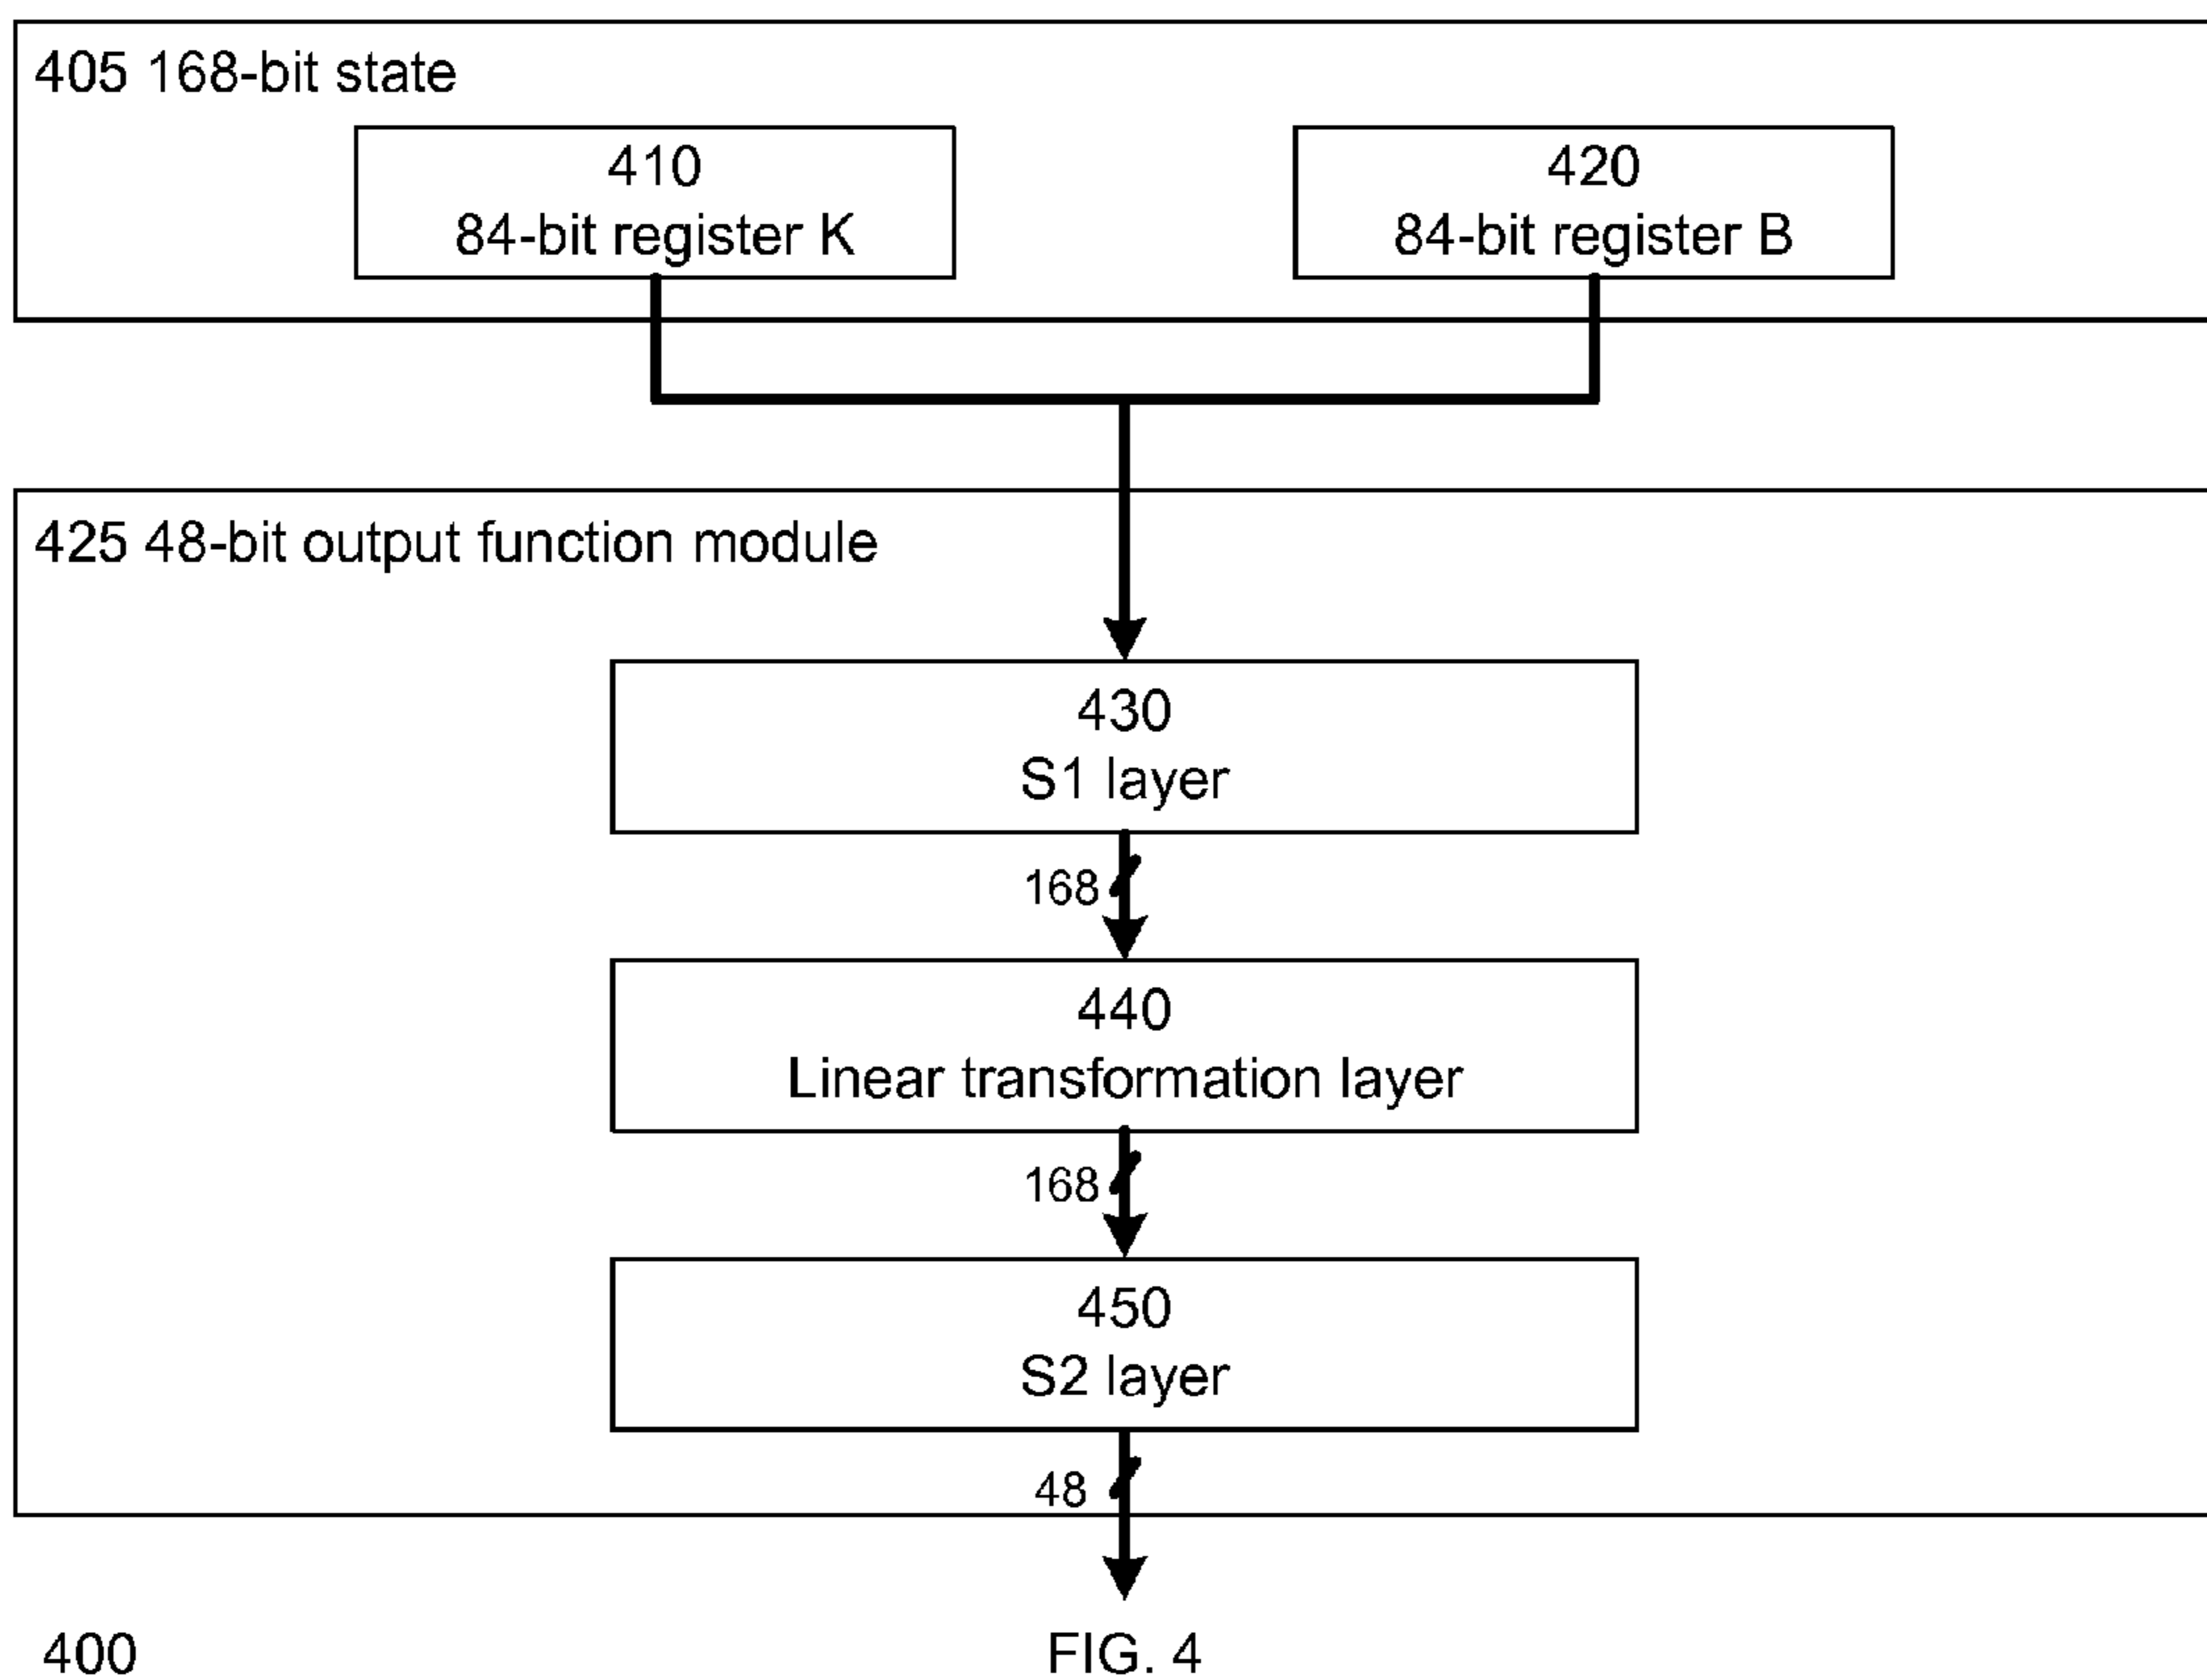 405 168-bit state
410
84-bit register K
420
84-bit register B
425 48-bit output function module
430
S1 layer
168
440
Linear transformation layer
168
450
S2 layer
48
400
FIG. 4